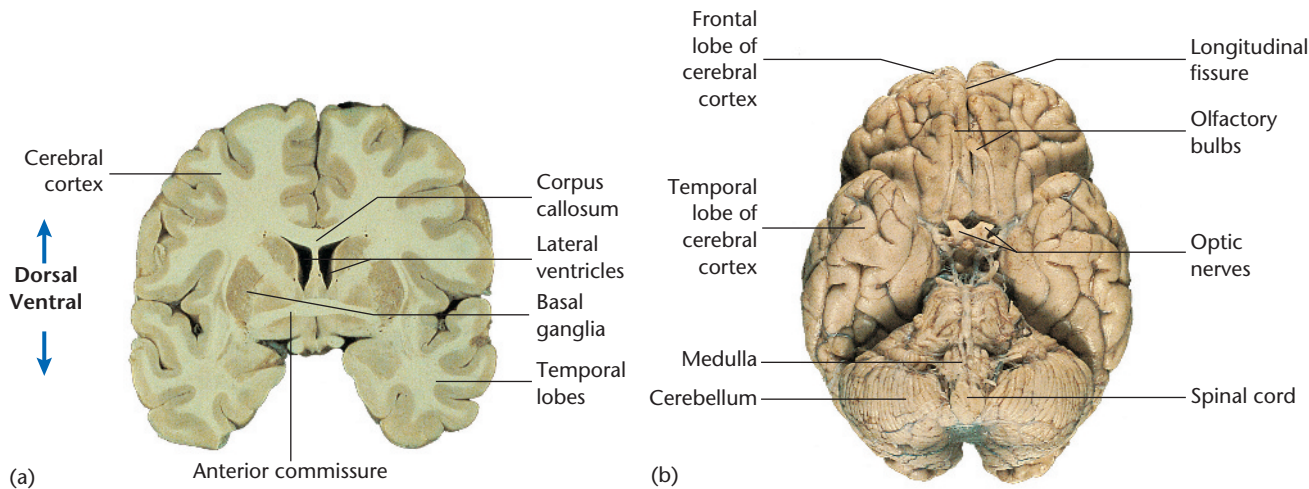 Cerebral
cortex
Dorsal
Ventral
Corpus
callosum
Lateral
ventricles
Basal
ganglia
Temporal
lobes
Anterior commissure
(a)
Frontal
lobe of
cerebral
cortex
Temporal
lobe of
cerebral
cortex
Medulla
Cerebellum
Longitudinal
fissure
Olfactory
bulbs
Optic
nerves
Spinal cord
(b)